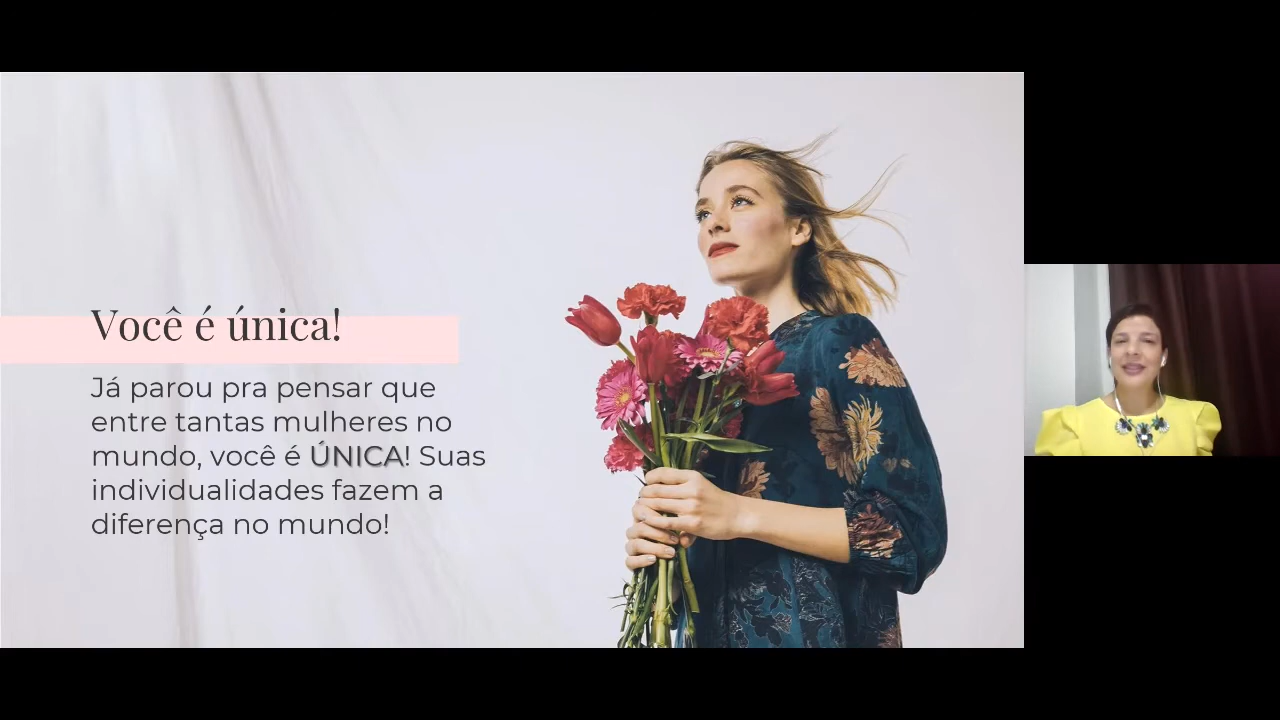 Você é única!
Já parou pra pensar que
entre tantas mulheres no
mundo, você é ÚNICA! Suas
individualidades fazem a
diferença no mundo!